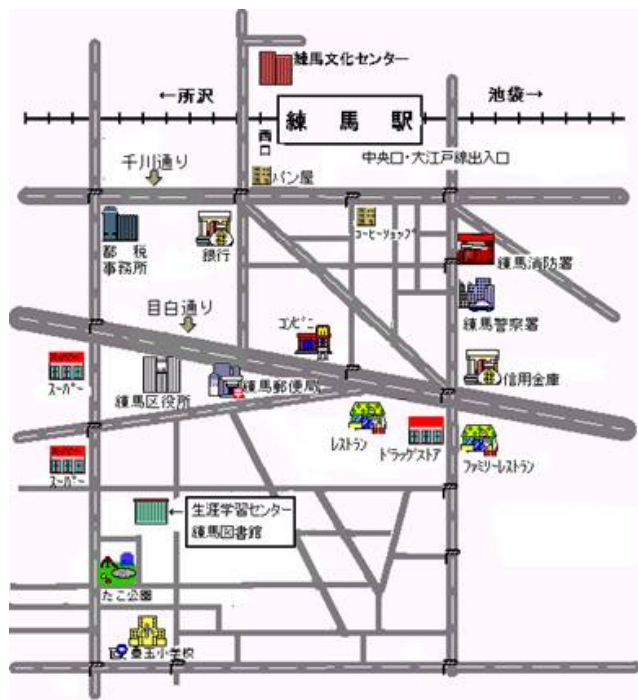 練馬文化センター
←所沢
池袋→
練馬駅
西口
中央口・大江戸線出入口
千川通り
パン屋
コーヒーショップ
都税
事務所
銀行
練馬消防署
目白通り
コンビニ
練馬警察署
スーパー
練馬区役所
練馬郵便局
信用金庫
レストラン
ドラッグストア
ファミリーレストラン
スーパー
←
生涯学習センター
練馬図書館
たこ公園
豊玉小学校